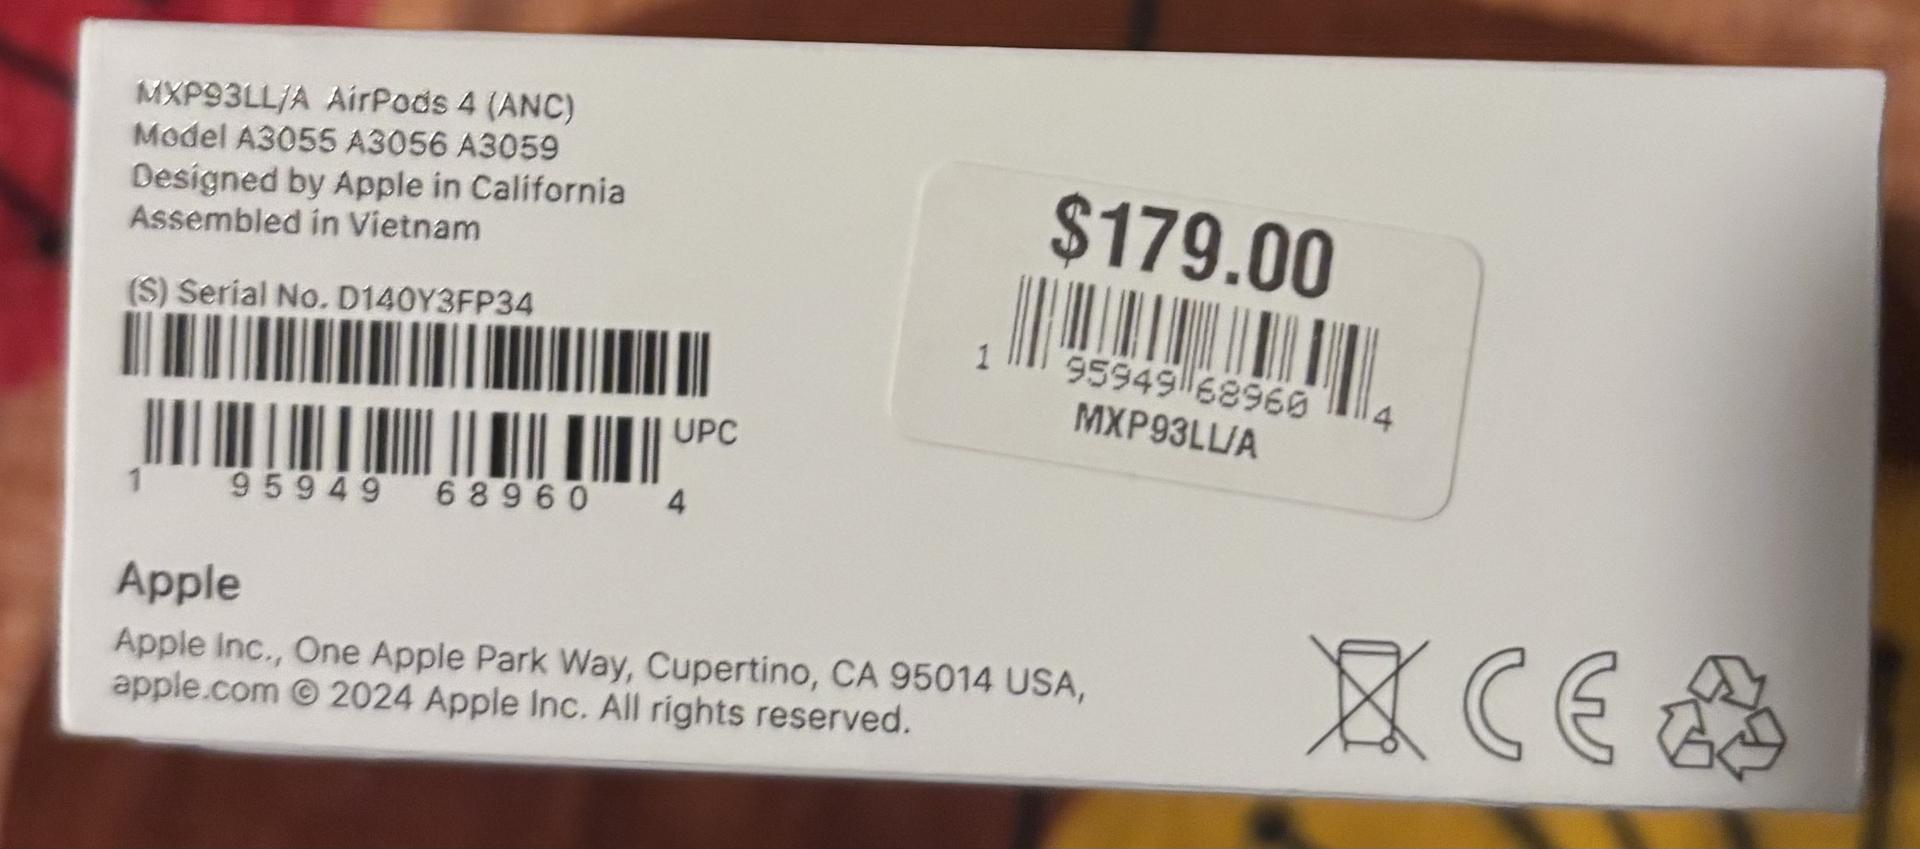 MXP93LL/A AirPods 4 (ANC)
Model A3055 A3056 A3059
Designed by Apple in California
Assembled in Vietnam
(S) Serial No. D140Y3FP34
UPC
1 95949 68960 4
$179.00
1 95949 68960 4
MXP93LL/A
Apple
Apple Inc., One Apple Park Way, Cupertino, CA 95014 USA,
apple.com © 2024 Apple Inc. All rights reserved.
CE